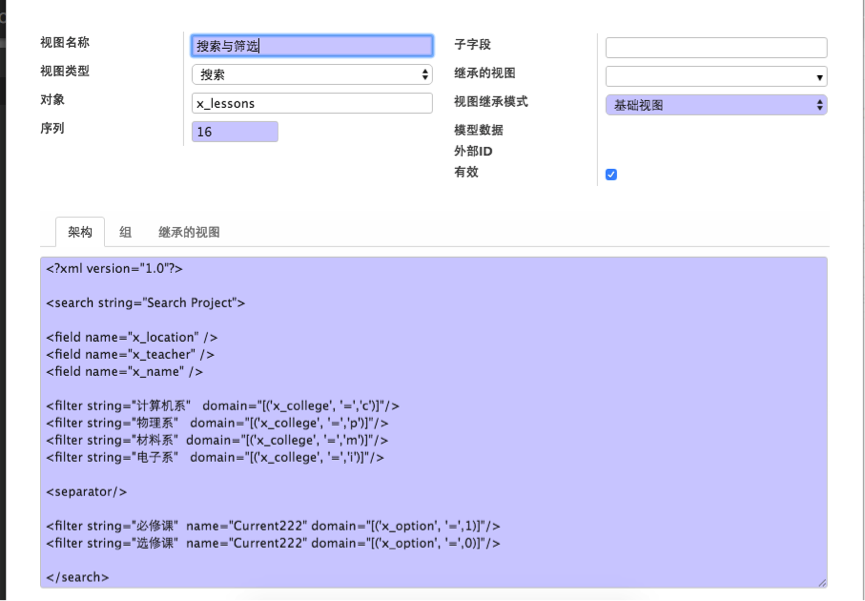 视图名称 搜索与筛选
视图类型 搜索
对象 x_lessons
序列 16
子字段
继承的视图
视图继承模式 基础视图
模型数据
外部ID
有效
架构 组 继承的视图
<?xml version="1.0"?>
<search string="Search Project">
<field name="x_location" />
<field name="x_teacher" />
<field name="x_name" />
<filter string="计算机系" domain="[('x_college', '=','c')]"/>
<filter string="物理系" domain="[('x_college', '=','p')]"/>
<filter string="材料系" domain="[('x_college', '=','m')]"/>
<filter string="电子系" domain="[('x_college', '=','i')]"/>
<separator/>
<filter string="必修课" name="Current222" domain="[('x_option', '=',1)]"/>
<filter string="选修课" name="Current222" domain="[('x_option', '=',0)]"/>
</search>